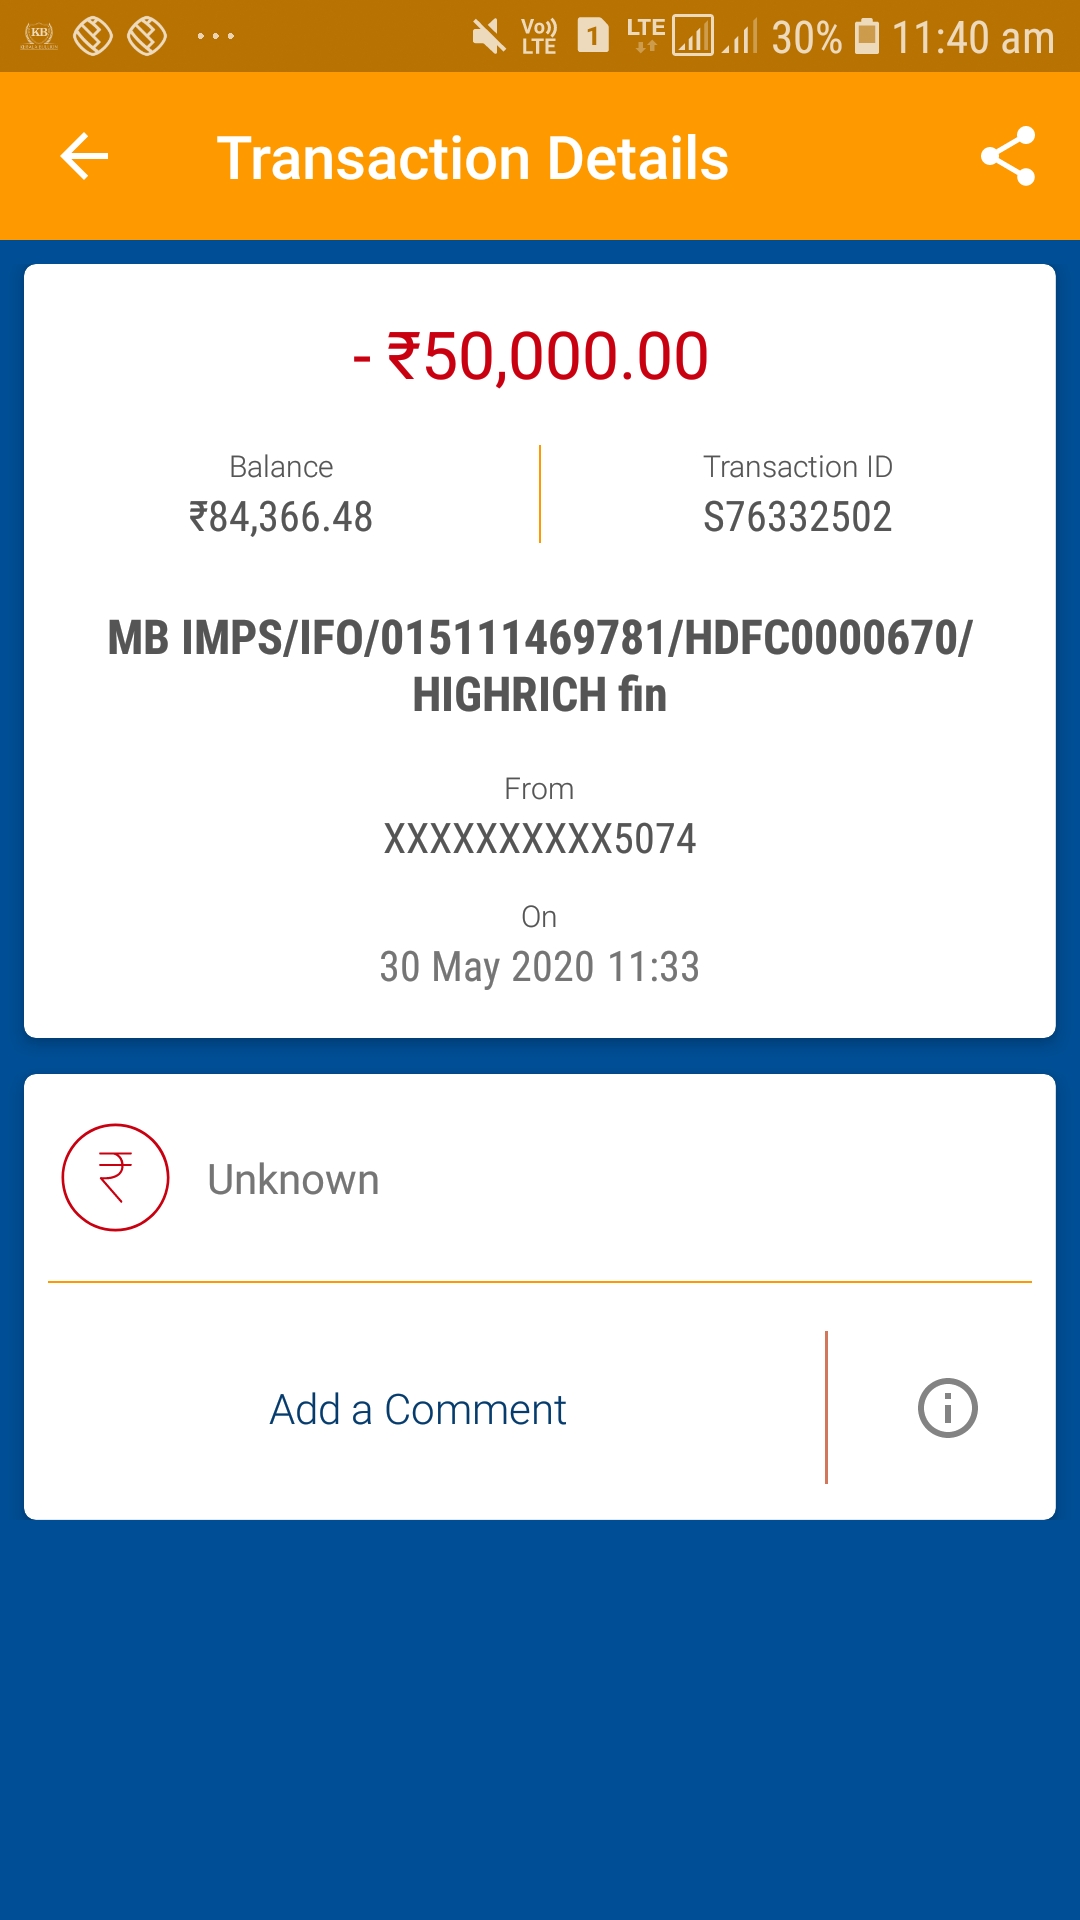 KB
Vo)) LTE 1 LTE 30% 11:40 am
Transaction Details
- ₹50,000.00
Balance
₹84,366.48
Transaction ID
S76332502
MB IMPS/IFO/015111469781/HDFC0000670/
HIGHRICH fin
From
XXXXXXXXXX5074
On
30 May 2020 11:33
₹ Unknown
Add a Comment